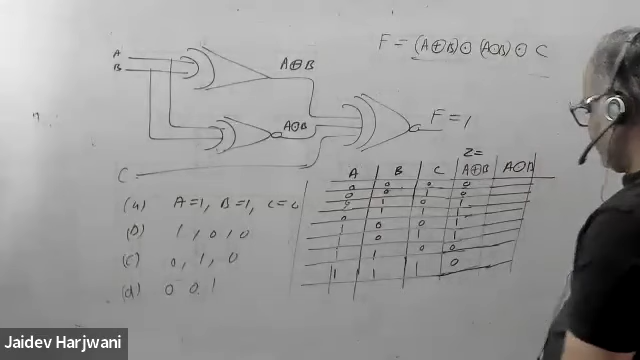 F = (A⊕B) ⊙ (A⊙B) ⊙ C
A
B
A⊕B
A⊙B
F = 1
C
Z =
A B C A⊕B A⊙B
0 0 0 0
0 0 1 0
0 1 0 1
0 1 1 1
1 0 0 1
1 0 1 1
1 1 0 0
1 1 1 0
(a) A=1, B=1, C=0
(b) 1, 0, 0
(c) 0, 1, 0
(d) 0 0 1
Jaidev Harjwani